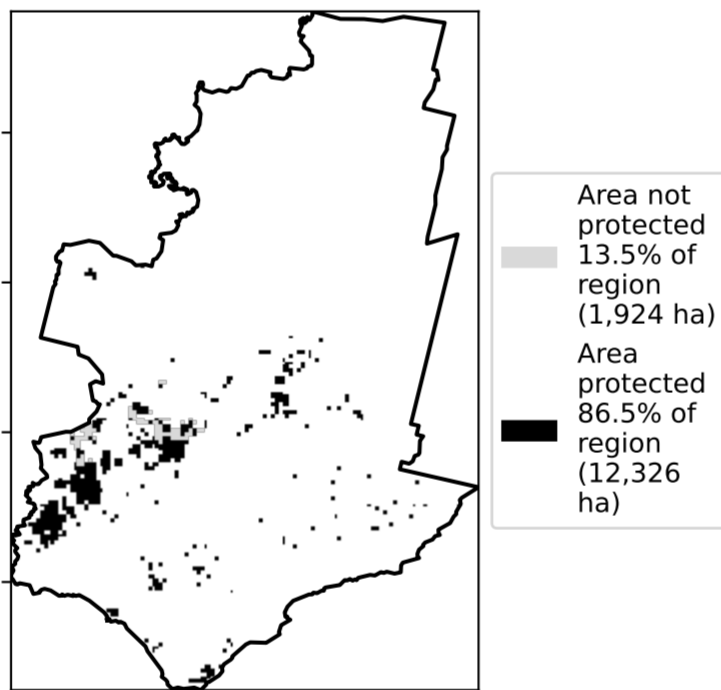 Area not
protected
13.5% of
region
(1,924 ha)
Area
protected
86.5% of
region
(12,326
ha)